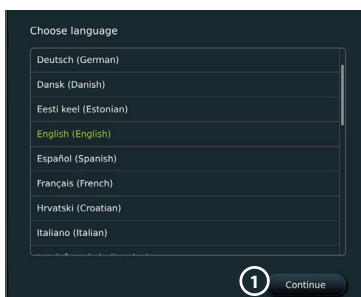 Choose language
Deutsch (German)
Dansk (Danish)
Eesti keel (Estonian)
English (English)
Español (Spanish)
Français (French)
Hrvatski (Croatian)
Italiano (Italian)
1 Continue